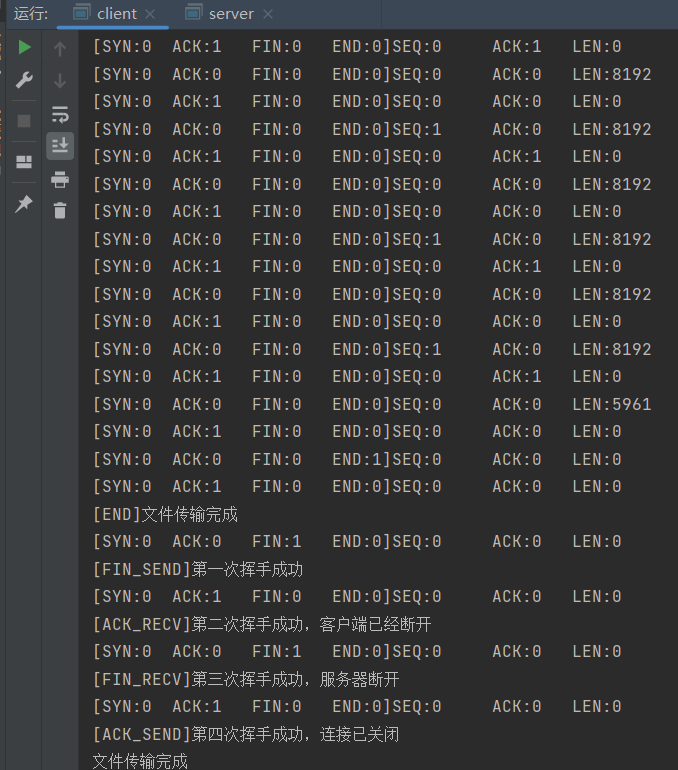 运行: client server
[SYN:0 ACK:1 FIN:0 END:0]SEQ:0 ACK:1 LEN:0
[SYN:0 ACK:0 FIN:0 END:0]SEQ:0 ACK:0 LEN:8192
[SYN:0 ACK:1 FIN:0 END:0]SEQ:0 ACK:0 LEN:0
[SYN:0 ACK:0 FIN:0 END:0]SEQ:1 ACK:0 LEN:8192
[SYN:0 ACK:1 FIN:0 END:0]SEQ:0 ACK:1 LEN:0
[SYN:0 ACK:0 FIN:0 END:0]SEQ:0 ACK:0 LEN:8192
[SYN:0 ACK:1 FIN:0 END:0]SEQ:0 ACK:0 LEN:0
[SYN:0 ACK:0 FIN:0 END:0]SEQ:1 ACK:0 LEN:8192
[SYN:0 ACK:1 FIN:0 END:0]SEQ:0 ACK:1 LEN:0
[SYN:0 ACK:0 FIN:0 END:0]SEQ:0 ACK:0 LEN:8192
[SYN:0 ACK:1 FIN:0 END:0]SEQ:0 ACK:0 LEN:0
[SYN:0 ACK:0 FIN:0 END:0]SEQ:1 ACK:0 LEN:8192
[SYN:0 ACK:1 FIN:0 END:0]SEQ:0 ACK:1 LEN:0
[SYN:0 ACK:0 FIN:0 END:0]SEQ:0 ACK:0 LEN:5961
[SYN:0 ACK:1 FIN:0 END:0]SEQ:0 ACK:0 LEN:0
[SYN:0 ACK:0 FIN:0 END:1]SEQ:0 ACK:0 LEN:0
[SYN:0 ACK:1 FIN:0 END:0]SEQ:0 ACK:0 LEN:0
[END]文件传输完成
[SYN:0 ACK:0 FIN:1 END:0]SEQ:0 ACK:0 LEN:0
[FIN_SEND]第一次挥手成功
[SYN:0 ACK:1 FIN:0 END:0]SEQ:0 ACK:0 LEN:0
[ACK_RECV]第二次挥手成功，客户端已经断开
[SYN:0 ACK:0 FIN:1 END:0]SEQ:0 ACK:0 LEN:0
[FIN_RECV]第三次挥手成功，服务器断开
[SYN:0 ACK:1 FIN:0 END:0]SEQ:0 ACK:0 LEN:0
[ACK_SEND]第四次挥手成功，连接已关闭
文件传输完成